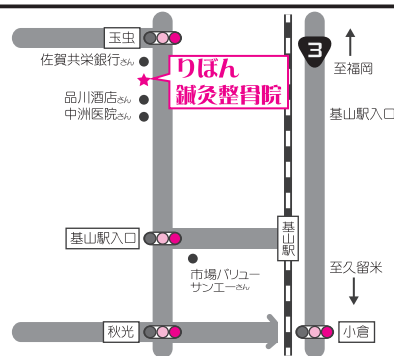 玉虫
佐賀共栄銀行さん
りぼん
鍼灸整骨院
品川酒店さん
中洲医院さん
3
至福岡
基山駅入口
基山駅入口
基山駅
市場バリュー
サンエーさん
至久留米
秋光
小倉